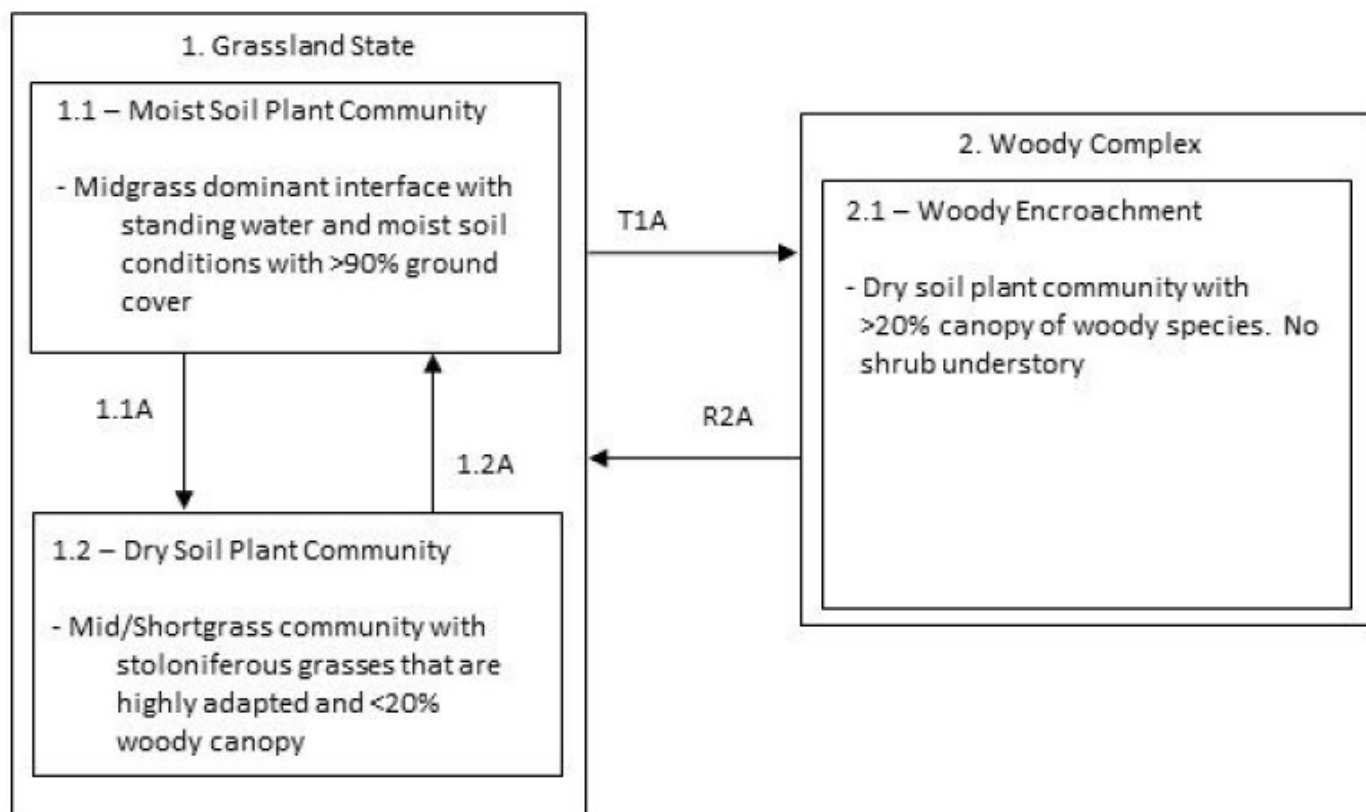 1. Grassland State
1.1 – Moist Soil Plant Community
- Midgrass dominant interface with
standing water and moist soil
conditions with >90% ground
cover
1.1A
1.2A
1.2 – Dry Soil Plant Community
- Mid/Shortgrass community with
stoloniferous grasses that are
highly adapted and <20%
woody canopy
T1A
R2A
2. Woody Complex
2.1 – Woody Encroachment
- Dry soil plant community with
>20% canopy of woody species.  No
shrub understory